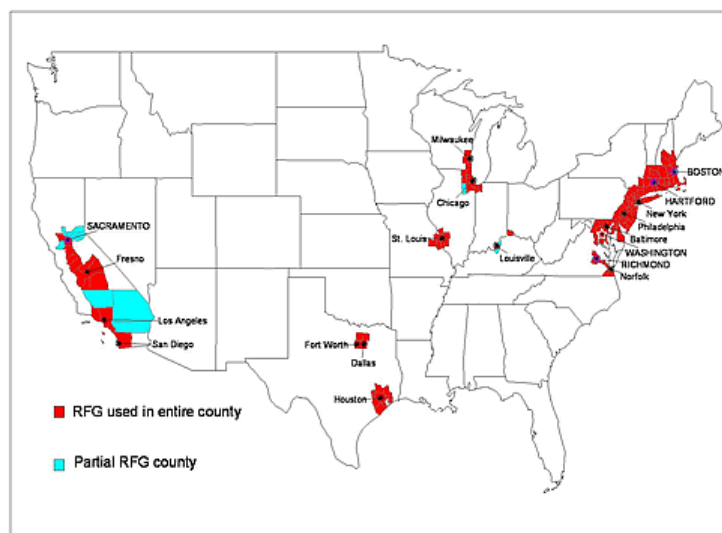 Milwaukee
BOSTON
Chicago
HARTFORD
New York
SACRAMENTO
Philadelphia
St. Louis
Baltimore
Louisville
WASHINGTON
Fresno
RICHMOND
Norfolk
Los Angeles
San Diego
Fort Worth
Dallas
Houston
RFG used in entire county
Partial RFG county